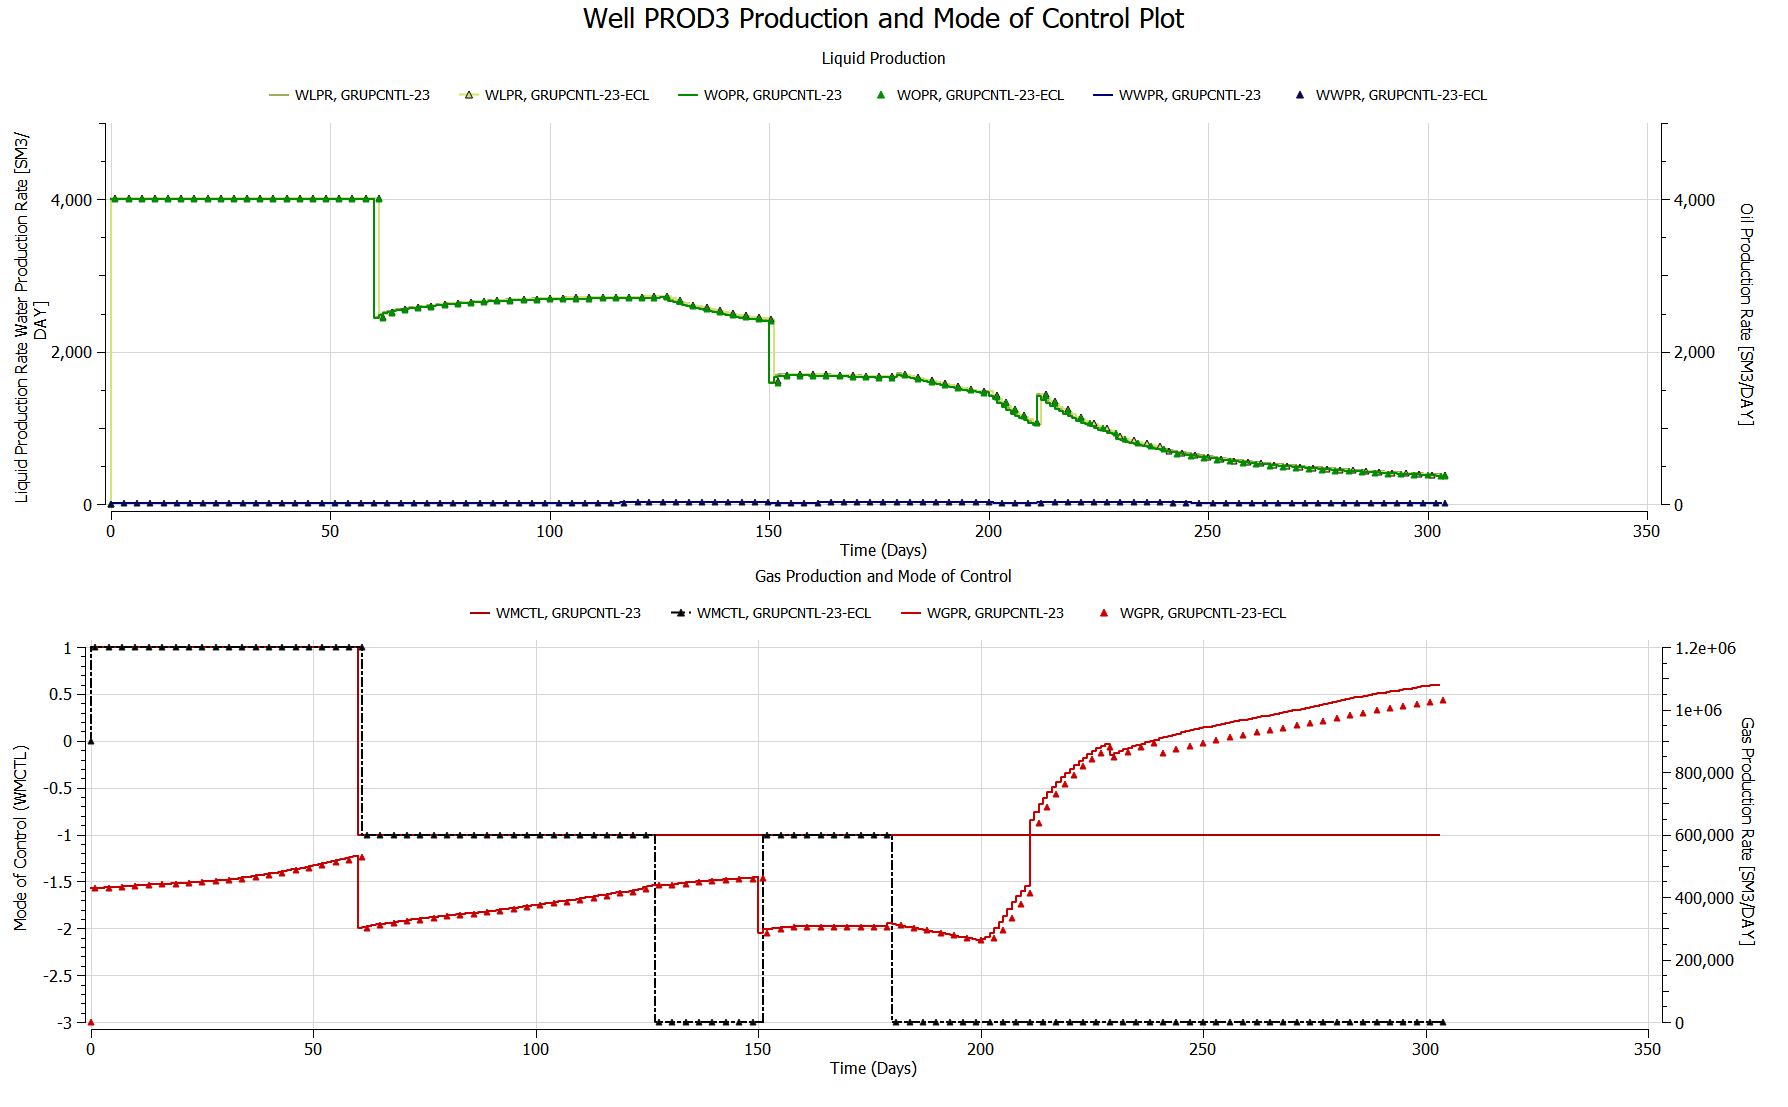 Well PROD3 Production and Mode of Control Plot
Liquid Production
WLPR, GRUPCNTL-23 WLPR, GRUPCNTL-23-ECL WOPR, GRUPCNTL-23 WOPR, GRUPCNTL-23-ECL WWPR, GRUPCNTL-23 WWPR, GRUPCNTL-23-ECL
Liquid Production Rate Water Production Rate [SM3/
DAY]
4,000
2,000
0
4,000
2,000
0
Oil Production Rate [SM3/DAY]
0 50 100 150 200 250 300 350
Time (Days)
Gas Production and Mode of Control
WMCTL, GRUPCNTL-23 WMCTL, GRUPCNTL-23-ECL WGPR, GRUPCNTL-23 WGPR, GRUPCNTL-23-ECL
Mode of Control (WMCTL)
1
0.5
0
-0.5
-1
-1.5
-2
-2.5
-3
1.2e+06
1e+06
800,000
600,000
400,000
200,000
0
Gas Production Rate [SM3/DAY]
0 50 100 150 200 250 300 350
Time (Days)